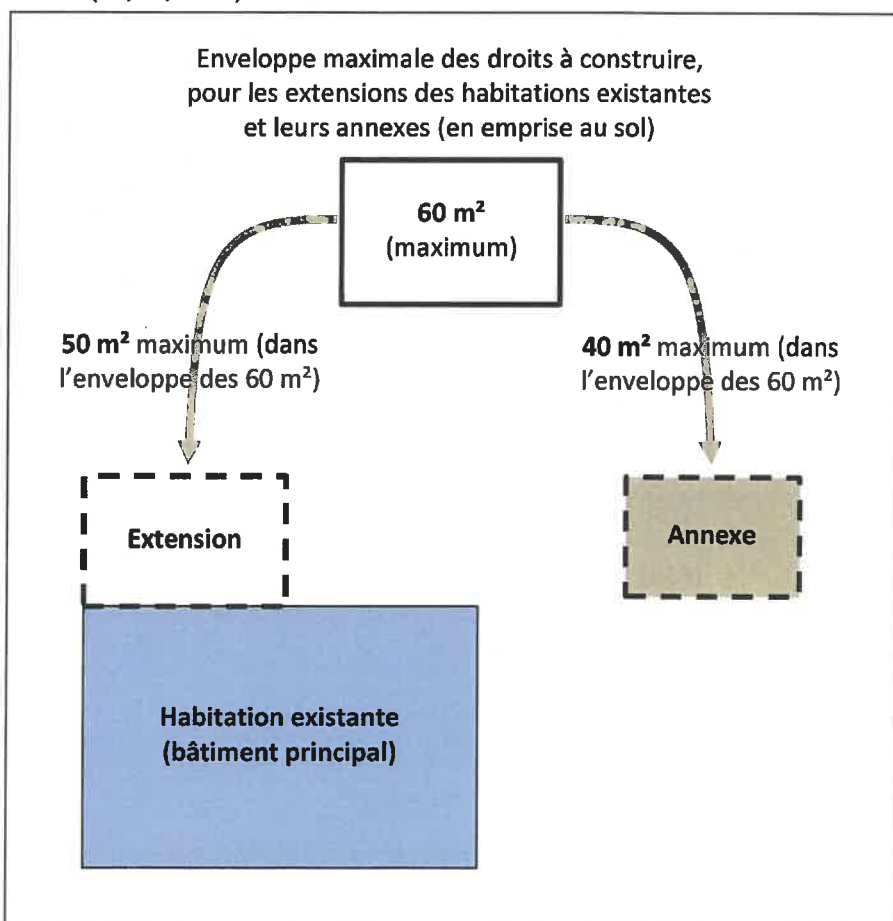 Enveloppe maximale des droits à construire,
pour les extensions des habitations existantes
et leurs annexes (en emprise au sol)
60 m²
(maximum)
50 m² maximum (dans
l'enveloppe des 60 m²)
40 m² maximum (dans
l'enveloppe des 60 m²)
Extension
Annexe
Habitation existante
(bâtiment principal)